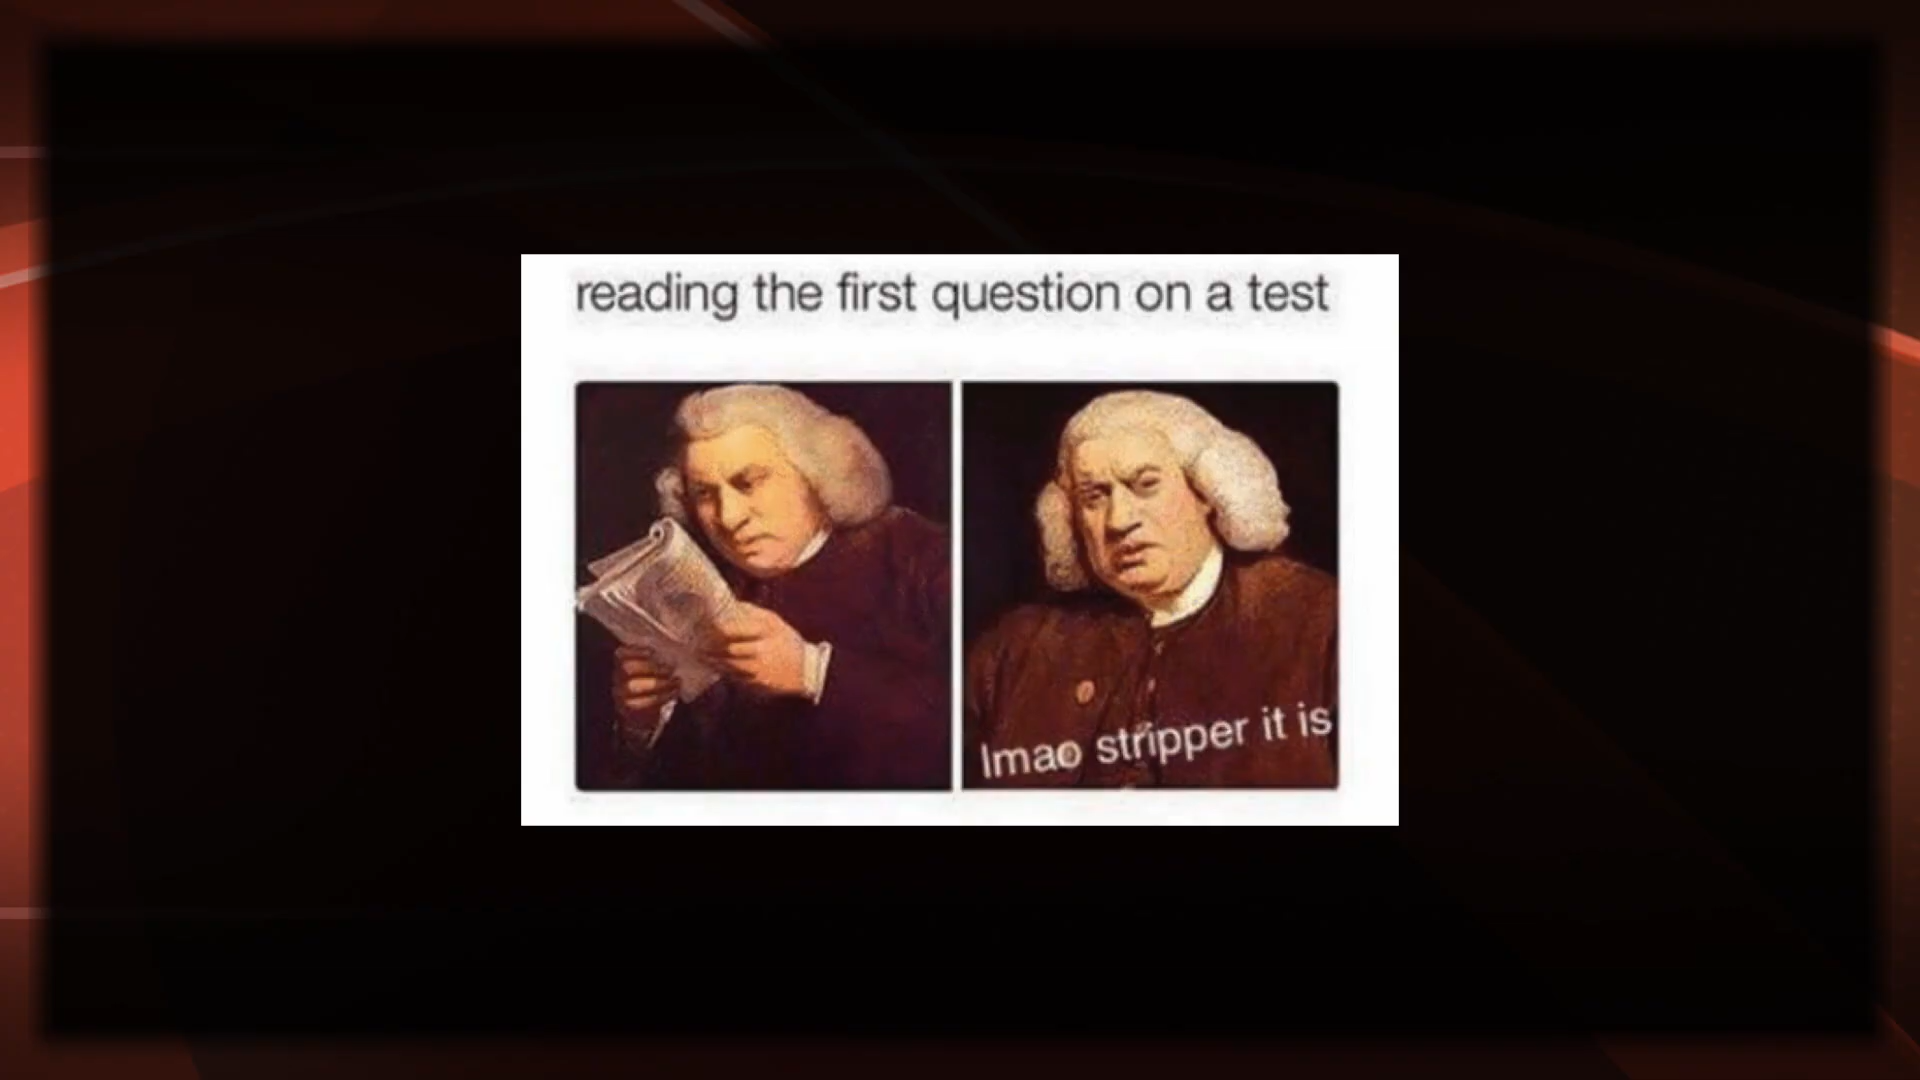 reading the first question on a test
lmao stripper it is